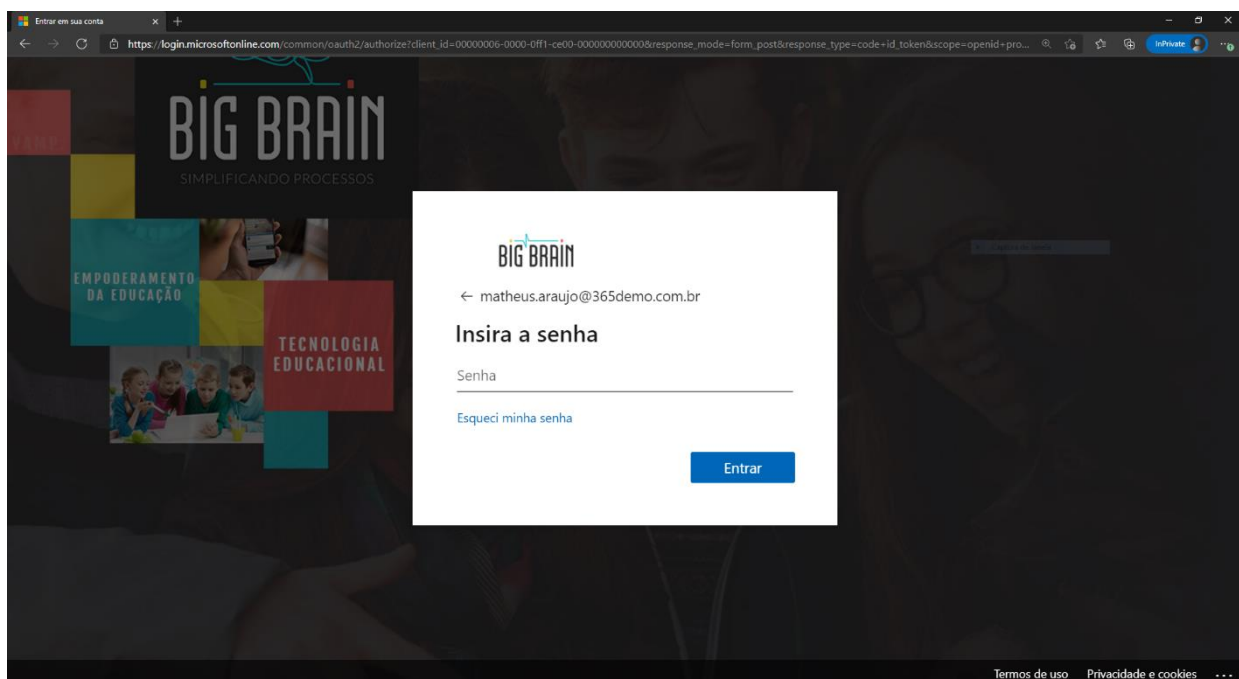 Entrar em sua conta
https://login.microsoftonline.com/common/oauth2/authorize?client_id=00000006-0000-0ff1-ce00-000000000000&response_mode=form_post&response_type=code+id_token&scope=openid+pro...
InPrivate
BIG BRAIN
SIMPLIFICANDO PROCESSOS
EMPODERAMENTO
DA EDUCAÇÃO
TECNOLOGIA
EDUCACIONAL
BIG BRAIN
← matheus.araujo@365demo.com.br
Insira a senha
Senha
Esqueci minha senha
Entrar
Termos de uso Privacidade e cookies ...